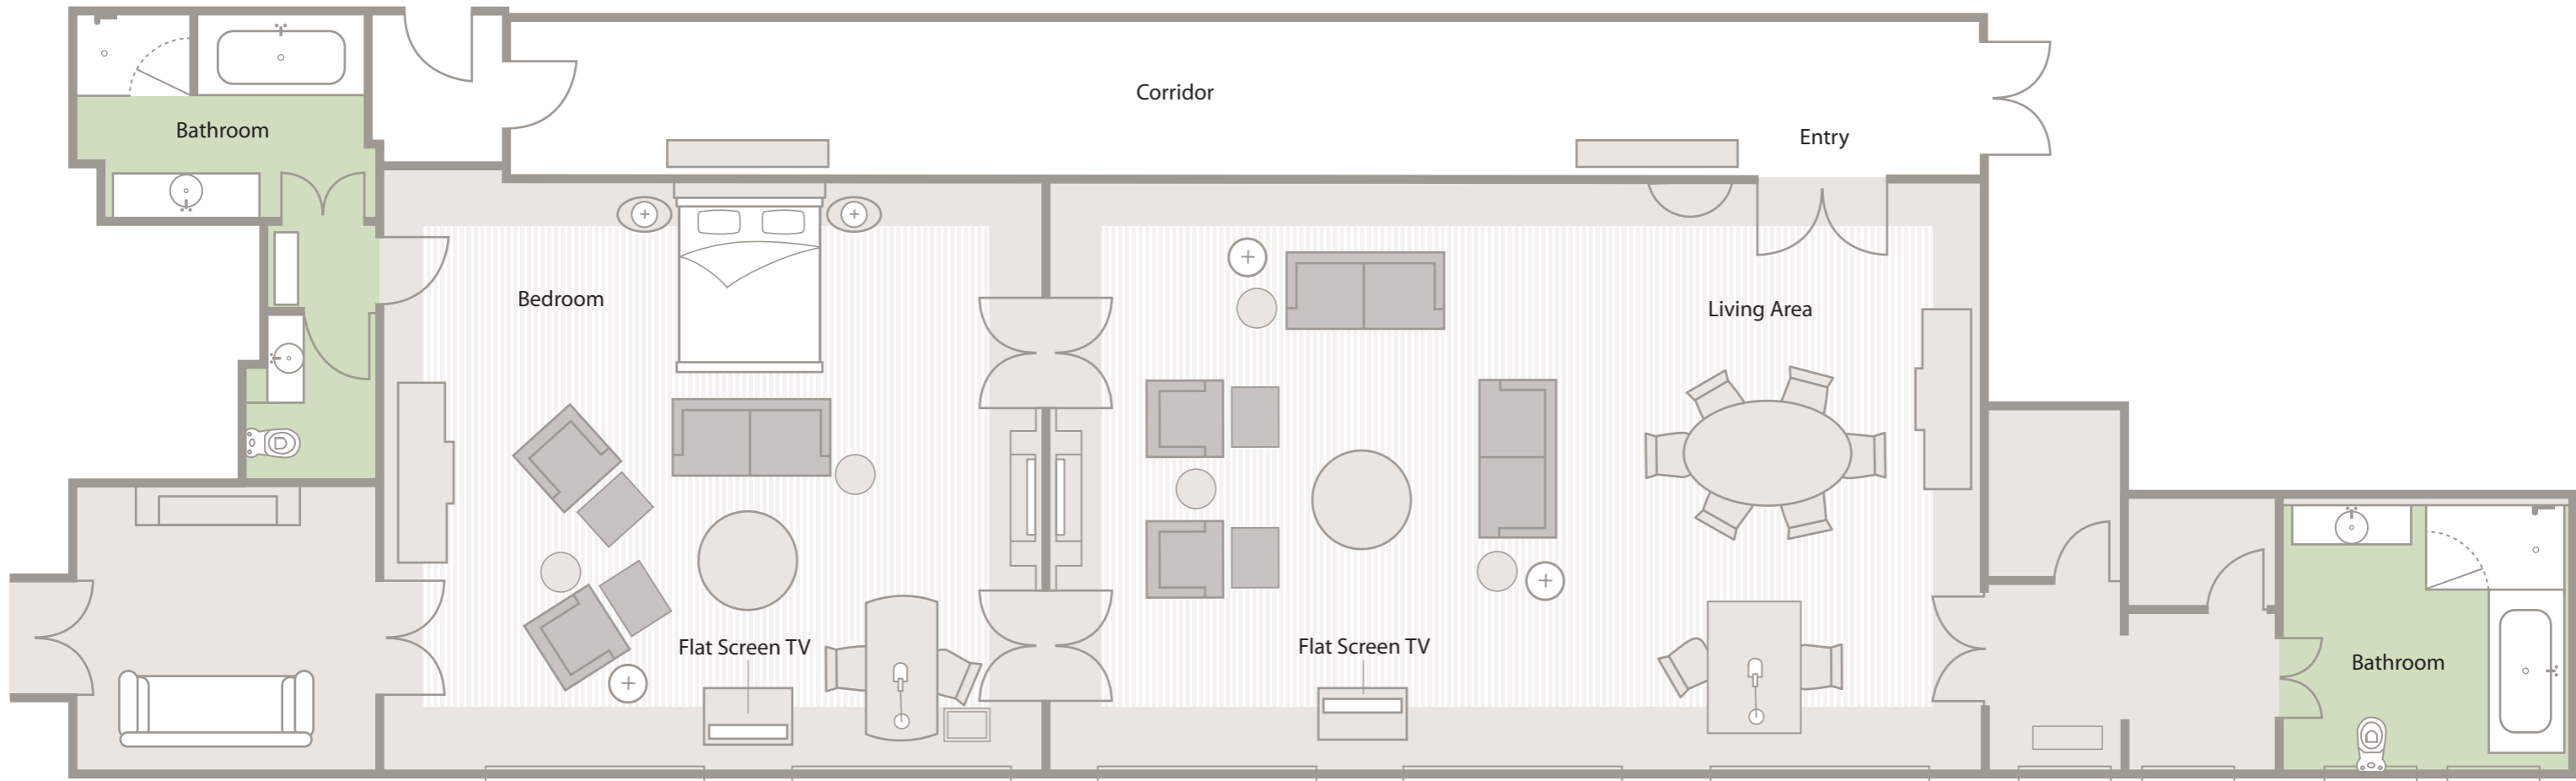 Corridor
Bathroom
Entry
Bedroom
Living Area
Flat Screen TV
Flat Screen TV
Bathroom